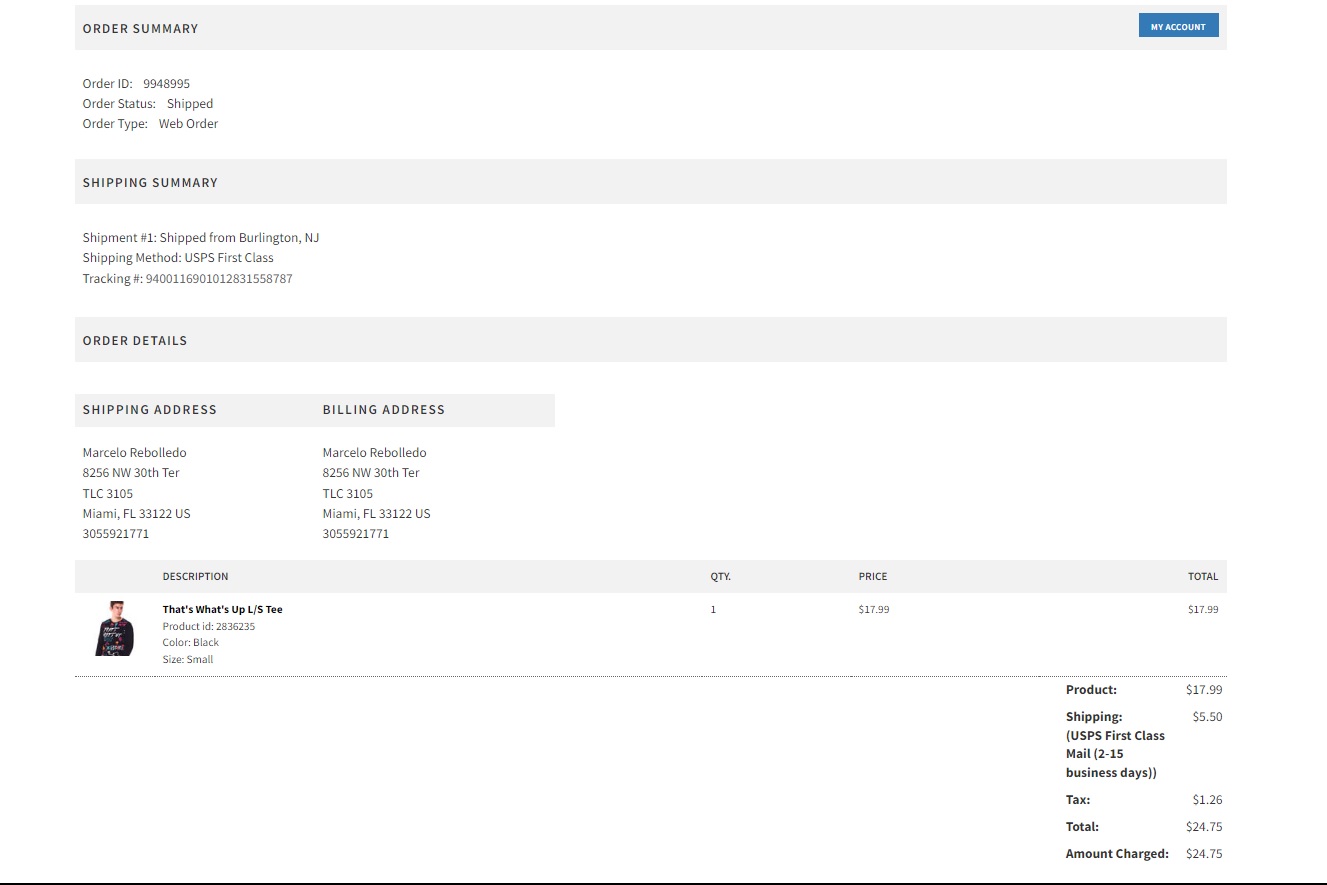 ORDER SUMMARY
MY ACCOUNT
Order ID: 9948995
Order Status: Shipped
Order Type: Web Order
SHIPPING SUMMARY
Shipment #1: Shipped from Burlington, NJ
Shipping Method: USPS First Class
Tracking #: 9400116901012831558787
ORDER DETAILS
SHIPPING ADDRESS BILLING ADDRESS
Marcelo Rebolledo Marcelo Rebolledo
8256 NW 30th Ter 8256 NW 30th Ter
TLC 3105 TLC 3105
Miami, FL 33122 US Miami, FL 33122 US
3055921771 3055921771
DESCRIPTION QTY. PRICE TOTAL
That's What's Up L/S Tee 1 $17.99 $17.99
Product id: 2836235
Color: Black
Size: Small
Product: $17.99
Shipping: $5.50
(USPS First Class
Mail (2-15
business days))
Tax: $1.26
Total: $24.75
Amount Charged: $24.75